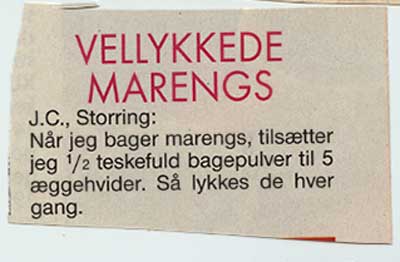 VELLYKKEDE
MARENGS
J.C., Storring:
Når jeg bager marengs, tilsætter
jeg 1/2 teskefuld bagepulver til 5
æggehvider. Så lykkes de hver
gang.